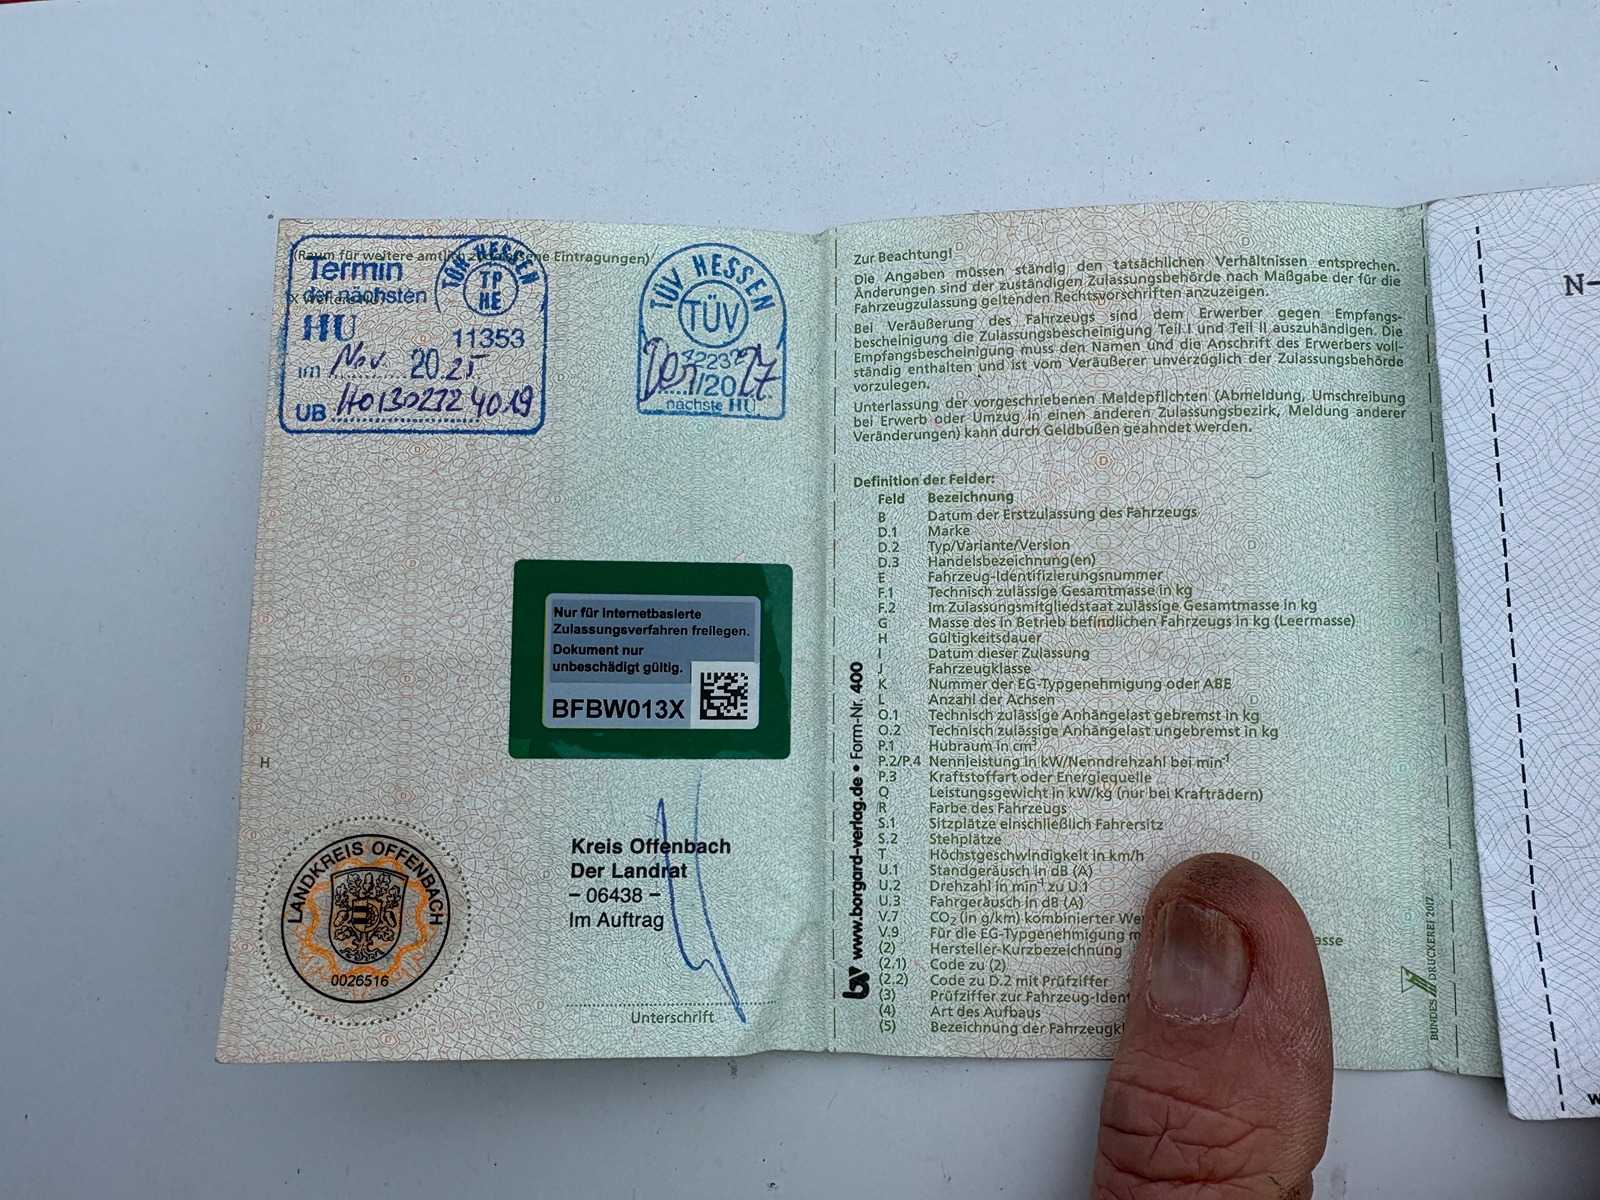 (Raum für weitere amtlich zugelassene Eintragungen)
Termin
der nächsten
HU
TÜH HESSEN
TP
HE
11353
im Nov. 2025
UB H0130272 4019
TÜV HESSEN
TÜV
/2027
nächste HU
Nur für internetbasierte
Zulassungsverfahren freilegen.
Dokument nur
unbeschädigt gültig.
BFBW013X
H
LANDKREIS OFFENBACH
0026516
Kreis Offenbach
Der Landrat
– 06438 –
Im Auftrag
Unterschrift
Zur Beachtung!
Die Angaben müssen ständig den tatsächlichen Verhältnissen entsprechen.
Änderungen sind der zuständigen Zulassungsbehörde nach Maßgabe der für die
Fahrzeugzulassung geltenden Rechtsvorschriften anzuzeigen.
Bei Veräußerung des Fahrzeugs sind dem Erwerber gegen Empfangs-
bescheinigung die Zulassungsbescheinigung Teil I und Teil II auszuhändigen. Die
Empfangsbescheinigung muss den Namen und die Anschrift des Erwerbers voll-
ständig enthalten und ist vom Veräußerer unverzüglich der Zulassungsbehörde
vorzulegen.
Unterlassung der vorgeschriebenen Meldepflichten (Abmeldung, Umschreibung
bei Erwerb oder Umzug in einen anderen Zulassungsbezirk, Meldung anderer
Veränderungen) kann durch Geldbußen geahndet werden.
Definition der Felder:
Feld Bezeichnung
B Datum der Erstzulassung des Fahrzeugs
D.1 Marke
D.2 Typ/Variante/Version
D.3 Handelsbezeichnung(en)
E Fahrzeug-Identifizierungsnummer
F.1 Technisch zulässige Gesamtmasse in kg
F.2 Im Zulassungsmitgliedstaat zulässige Gesamtmasse in kg
G Masse des in Betrieb befindlichen Fahrzeugs in kg (Leermasse)
H Gültigkeitsdauer
I Datum dieser Zulassung
J Fahrzeugklasse
K Nummer der EG-Typgenehmigung oder ABE
L Anzahl der Achsen
O.1 Technisch zulässige Anhängelast gebremst in kg
O.2 Technisch zulässige Anhängelast ungebremst in kg
P.1 Hubraum in cm³
P.2/P.4 Nennleistung in kW/Nenndrehzahl bei min⁻¹
P.3 Kraftstoffart oder Energiequelle
Q Leistungsgewicht in kW/kg (nur bei Krafträdern)
R Farbe des Fahrzeugs
S.1 Sitzplätze einschließlich Fahrersitz
S.2 Stehplätze
T Höchstgeschwindigkeit in km/h
U.1 Standgeräusch in dB (A)
U.2 Drehzahl in min⁻¹ zu U.1
U.3 Fahrgeräusch in dB (A)
V.7 CO₂ (in g/km) kombinierter
V.9 Für die EG-Typgenehmigung
(2) Hersteller-Kurzbezeichnung
(2.1) Code zu (2)
(2.2) Code zu D.2 mit Prüfziffer
(3) Prüfziffer zur Fahrzeug-Iden
(4) Art des Aufbaus
(5) Bezeichnung der
www.borgard-verlag.de • Form-Nr. 400
BUNDESDRUCKEREI 2017
N-